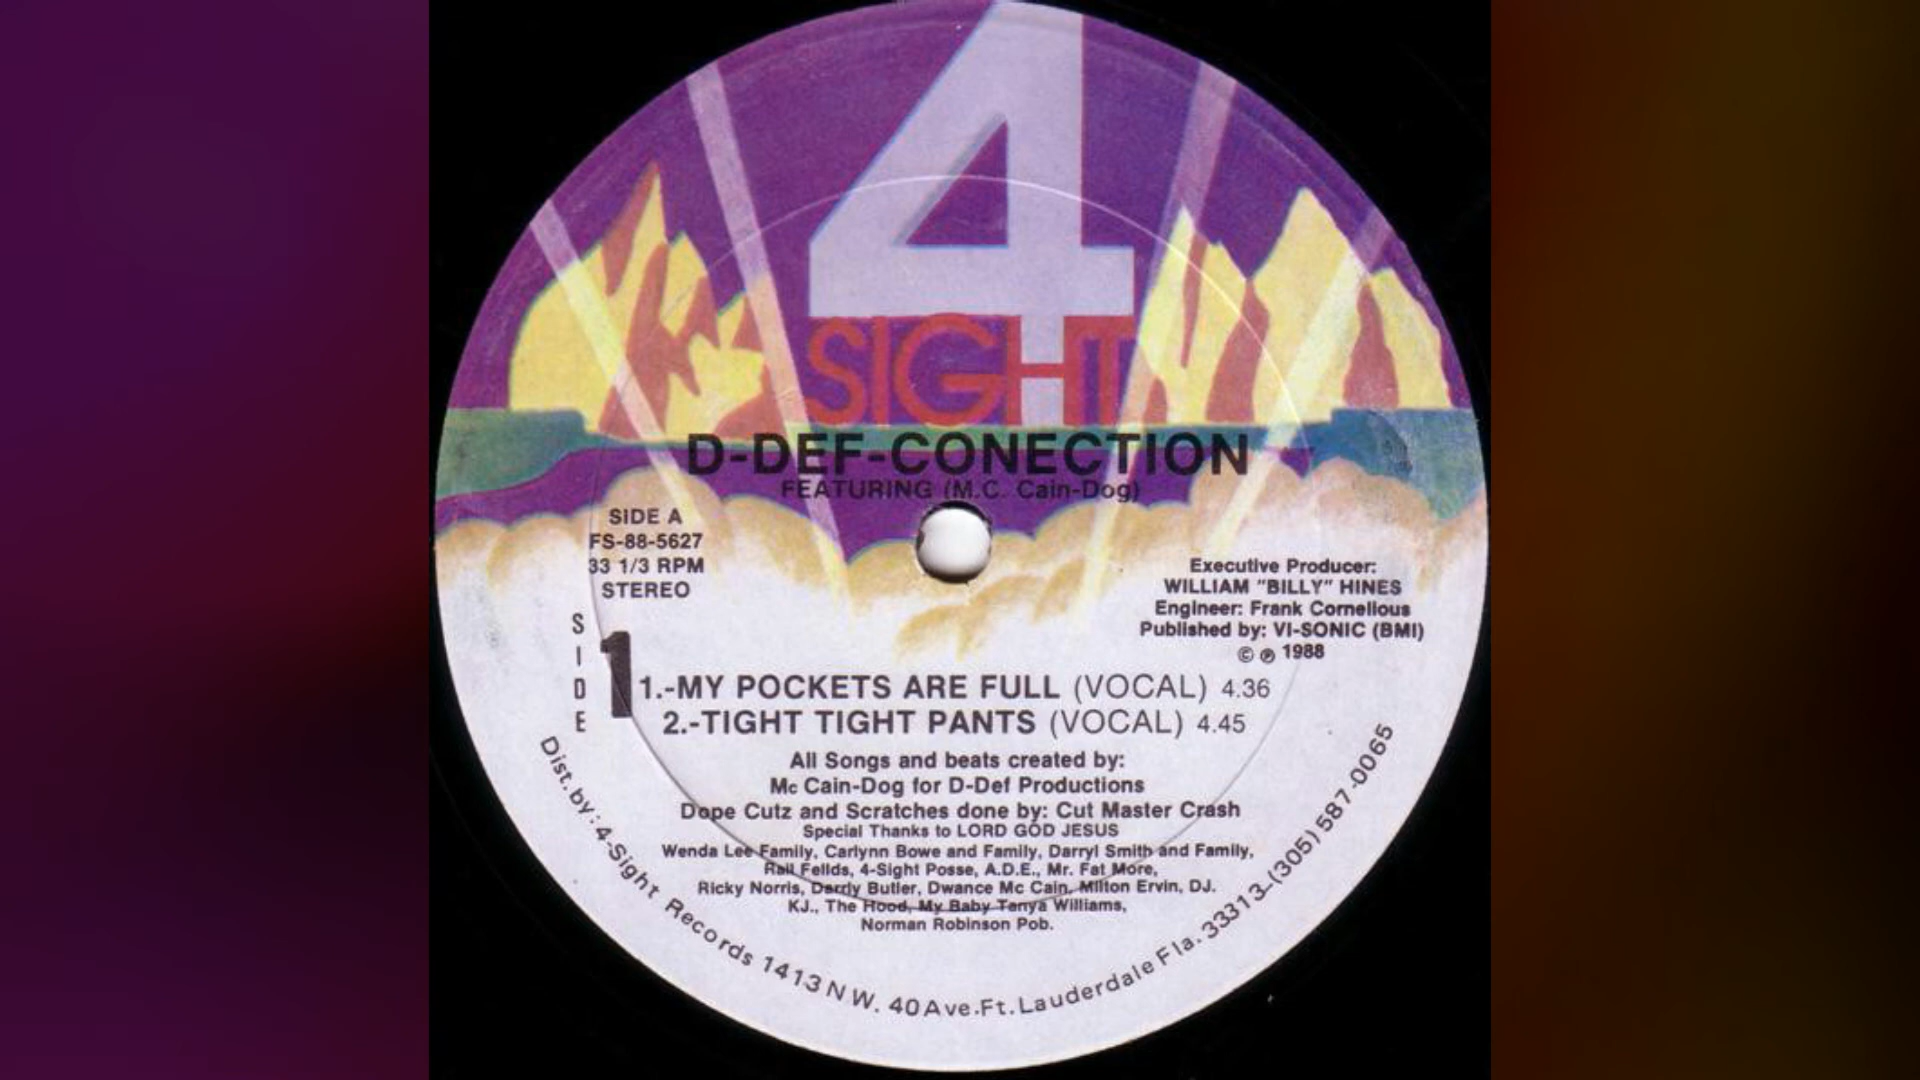 4
SIGHT
D-DEF-CONECTION
FEATURING (M.C. Cain-Dog)
SIDE A
FS-88-5627
33 1/3 RPM
STEREO
SIDE 1
Executive Producer:
WILLIAM "BILLY" HINES
Engineer: Frank Cornelious
Published by: VI-SONIC (BMI)
© ℗ 1988
1.-MY POCKETS ARE FULL (VOCAL) 4.36
2.-TIGHT TIGHT PANTS (VOCAL) 4.45
All Songs and beats created by:
Mc Cain-Dog for D-Def Productions
Dope Cutz and Scratches done by: Cut Master Crash
Special Thanks to LORD GOD JESUS
Wenda Lee Family, Carlynn Bowe and Family, Darryl Smith and Family,
Rail Feilds, 4-Sight Posse, A.D.E., Mr. Fat More,
Ricky Norris, Darrly Butler, Dwance Mc Cain, Milton Ervin, DJ.
KJ., The Hood, My Baby Tanya Williams,
Norman Robinson Pob.
Dist. by: 4-Sight Records 1413 N W. 40 Ave. Ft. Lauderdale Fla. 33313-(305) 587-0065